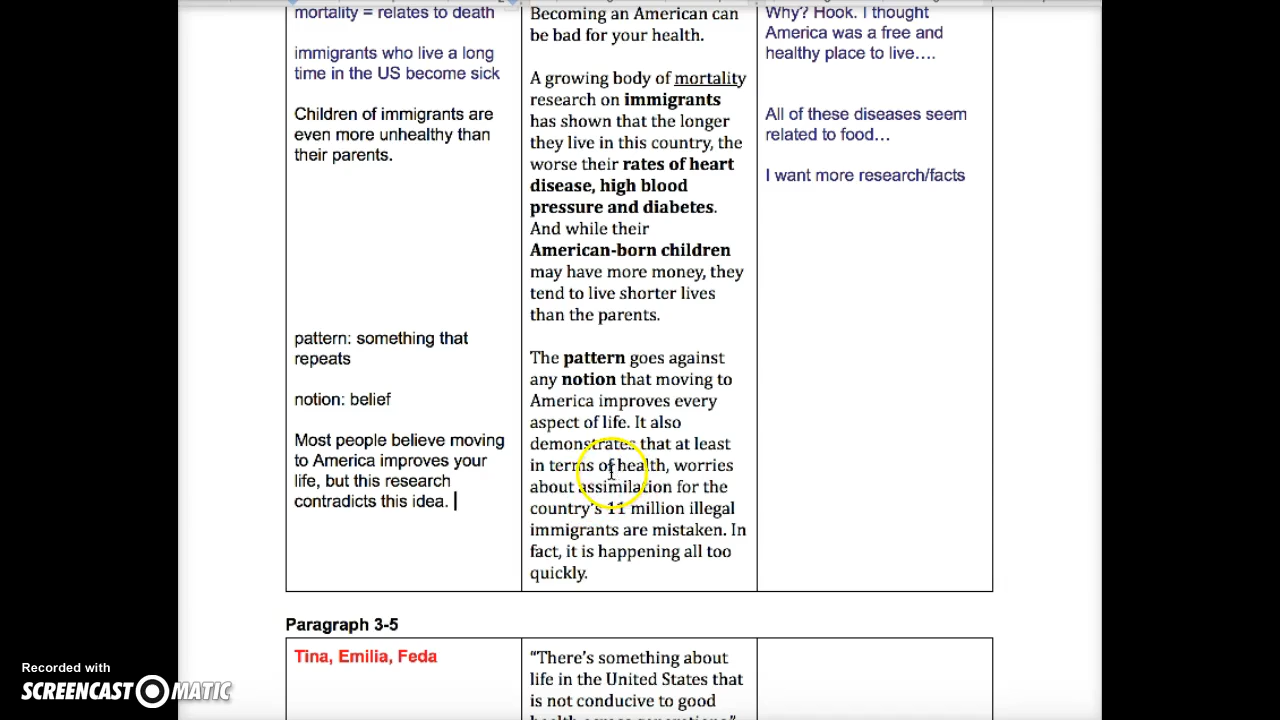 mortality = relates to death
immigrants who live a long
time in the US become sick
Children of immigrants are
even more unhealthy than
their parents.
pattern: something that
repeats
notion: belief
Most people believe moving
to America improves your
life, but this research
contradicts this idea.
Becoming an American can
be bad for your health.
A growing body of mortality
research on immigrants
has shown that the longer
they live in this country, the
worse their rates of heart
disease, high blood
pressure and diabetes.
And while their
American-born children
may have more money, they
tend to live shorter lives
than the parents.
The pattern goes against
any notion that moving to
America improves every
aspect of life. It also
demonstrates that at least
in terms of health, worries
about assimilation for the
country's 11 million illegal
immigrants are mistaken. In
fact, it is happening all too
quickly.
Why? Hook. I thought
America was a free and
healthy place to live….
All of these diseases seem
related to food…
I want more research/facts
Paragraph 3-5
Tina, Emilia, Feda
“There's something about
life in the United States that
is not conducive to good
health across generations”
Recorded with
SCREENCAST-O-MATIC